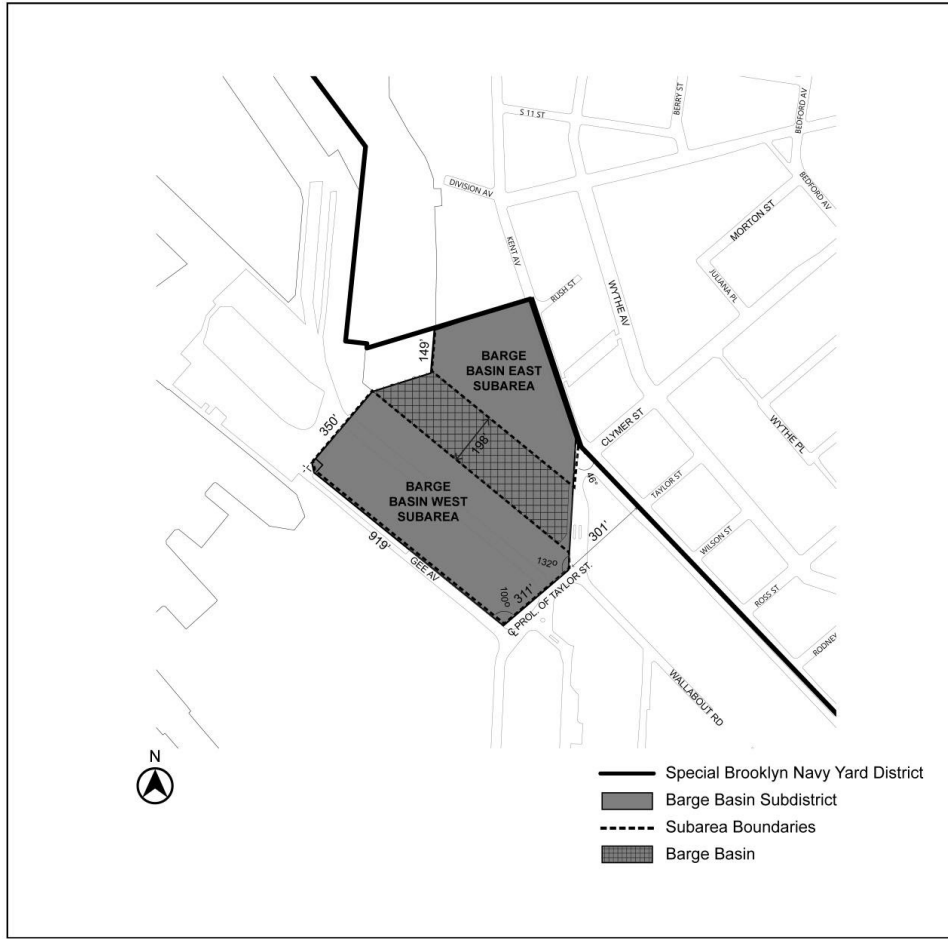 S 11 ST
BERRY ST
BEDFORD AV
DIVISION AV
BEDFORD AV
MORTON ST
KENT AV
JULIANA PL
RUSH ST
WYTHE AV
149'
BARGE
BASIN EAST
SUBAREA
350'
198
CLYMER ST
WYTHE PL
BARGE
BASIN WEST
SUBAREA
46°
TAYLOR ST
301'
WILSON ST
919'
GEE AV
132°
ROSS ST
100°
311'
℄ PROL. OF TAYLOR ST.
RODNEY
WALLABOUT RD
N
Special Brooklyn Navy Yard District
Barge Basin Subdistrict
Subarea Boundaries
Barge Basin